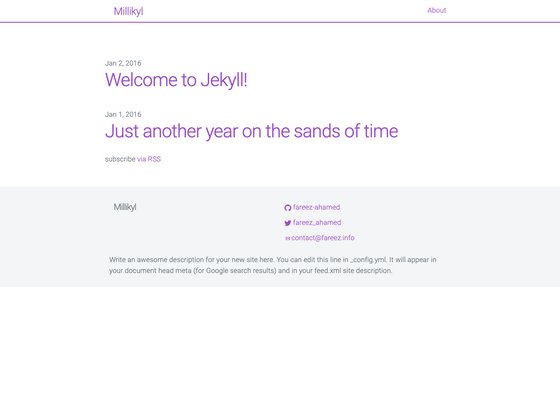 Millikyl
About
Jan 2, 2016
Welcome to Jekyll!
Jan 1, 2016
Just another year on the sands of time
subscribe via RSS
Millikyl
fareez-ahamed
fareez_ahamed
contact@fareez.info
Write an awesome description for your new site here. You can edit this line in _config.yml. It will appear in
your document head meta (for Google search results) and in your feed.xml site description.